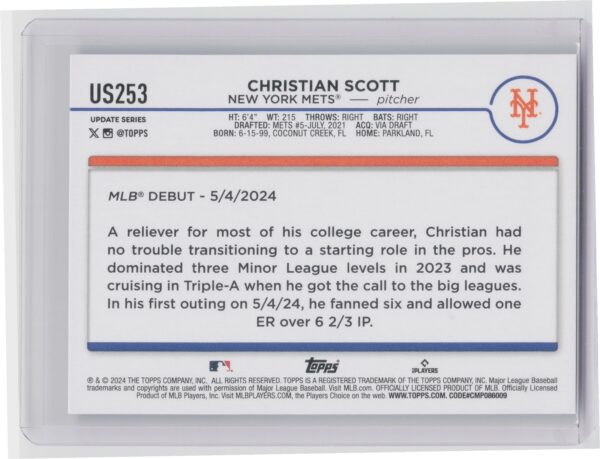 US253
CHRISTIAN SCOTT
NEW YORK METS® — pitcher
UPDATE SERIES
@TOPPS
HT: 6'4" WT: 215 THROWS: RIGHT BATS: RIGHT
DRAFTED: METS #5-JULY, 2021 ACQ: VIA DRAFT
BORN: 6-15-99, COCONUT CREEK, FL HOME: PARKLAND, FL
NY
MLB® DEBUT - 5/4/2024
A reliever for most of his college career, Christian had
no trouble transitioning to a starting role in the pros. He
dominated three Minor League levels in 2023 and was
cruising in Triple-A when he got the call to the big leagues.
In his first outing on 5/4/24, he fanned six and allowed one
ER over 6 2/3 IP.
Topps
PLAYERS
® & © 2024 THE TOPPS COMPANY, INC. ALL RIGHTS RESERVED. TOPPS IS A REGISTERED TRADEMARK OF THE TOPPS COMPANY, INC. Major League Baseball
trademarks and copyrights are used with permission of Major League Baseball. Visit MLB.com. OFFICIALLY LICENSED PRODUCT OF MLB. Officially Licensed
Product of MLB Players, Inc. Visit MLBPLAYERS.com, the Players Choice on the web. WWW.TOPPS.COM. CODE#CMP086009